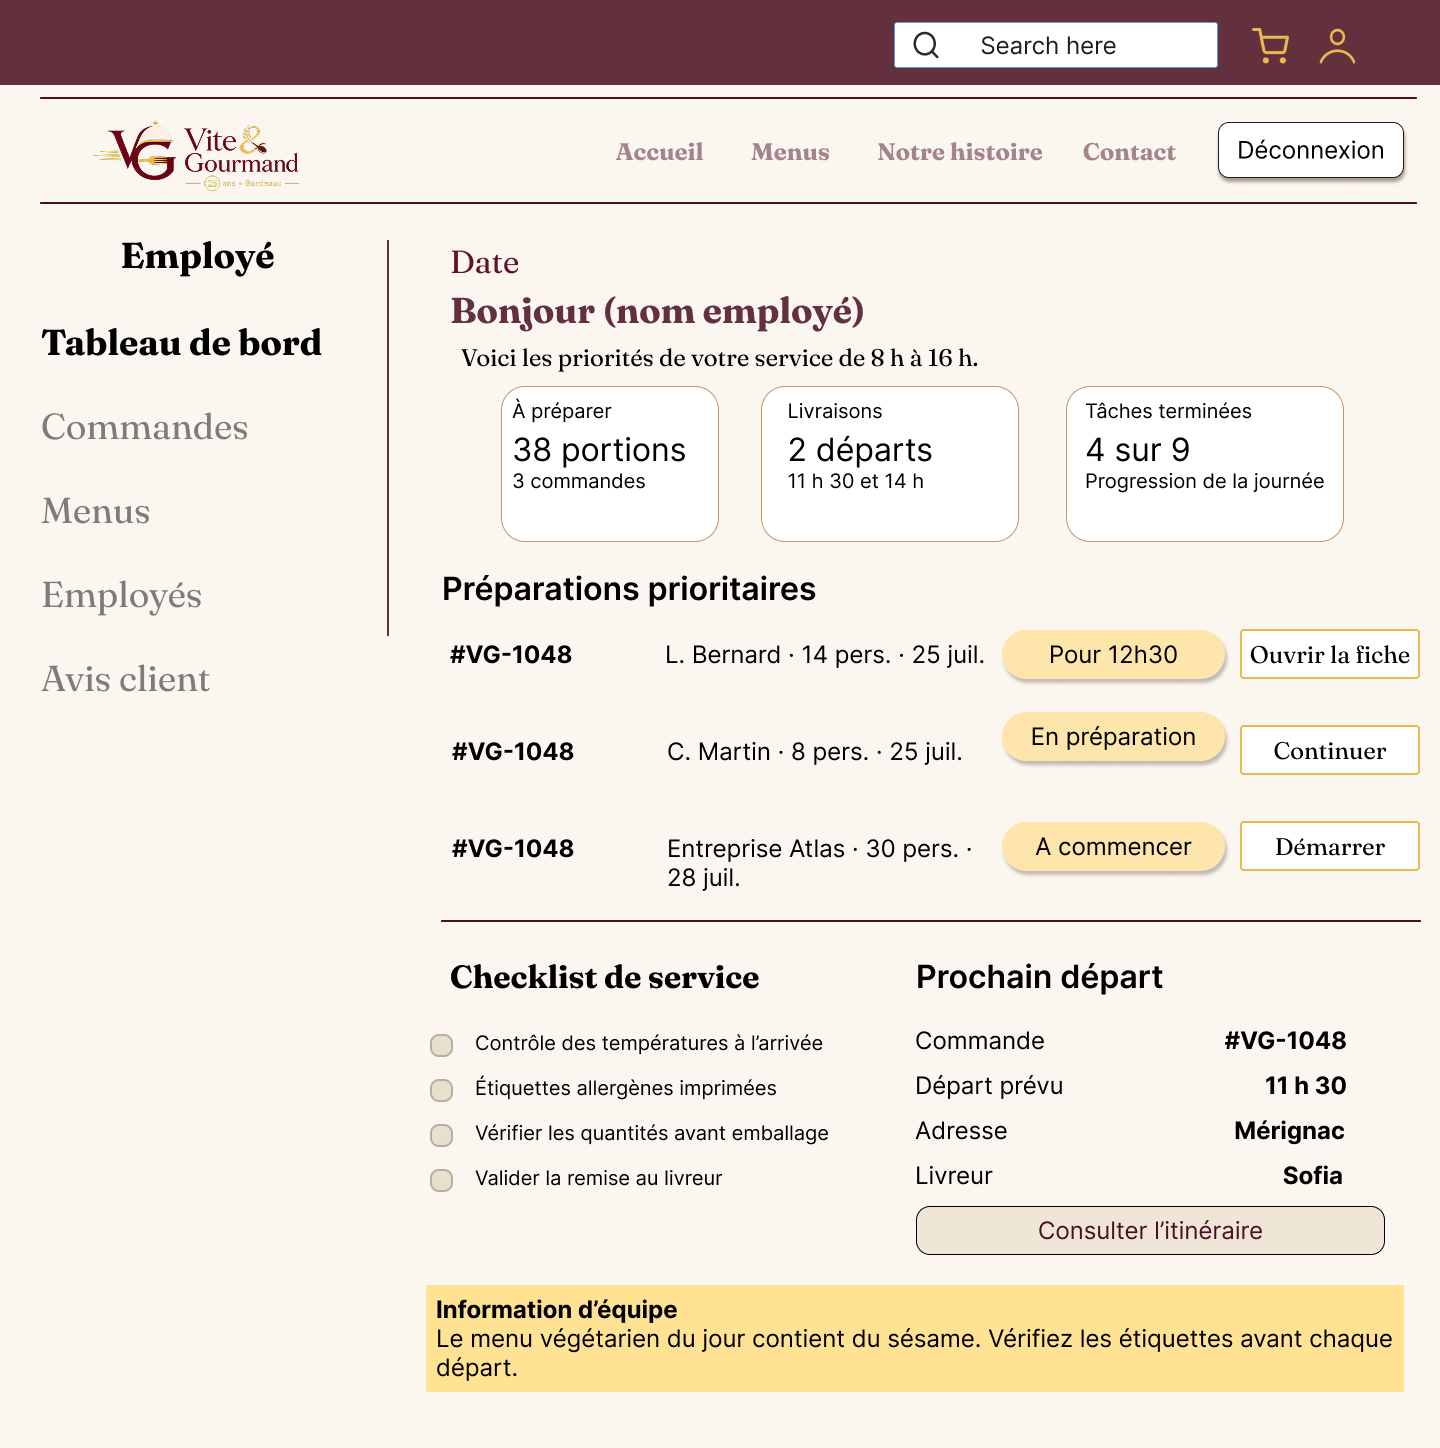 Search here
VG Vite &
Gourmand
25 ans • Bordeaux
Accueil Menus Notre histoire Contact Déconnexion
Employé
Tableau de bord
Commandes
Menus
Employés
Avis client
Date
Bonjour (nom employé)
Voici les priorités de votre service de 8 h à 16 h.
À préparer
38 portions
3 commandes
Livraisons
2 départs
11 h 30 et 14 h
Tâches terminées
4 sur 9
Progression de la journée
Préparations prioritaires
#VG-1048 L. Bernard · 14 pers. · 25 juil. Pour 12h30 Ouvrir la fiche
#VG-1048 C. Martin · 8 pers. · 25 juil. En préparation Continuer
#VG-1048 Entreprise Atlas · 30 pers. · A commencer Démarrer
28 juil.
Checklist de service
Contrôle des températures à l’arrivée
Étiquettes allergènes imprimées
Vérifier les quantités avant emballage
Valider la remise au livreur
Prochain départ
Commande #VG-1048
Départ prévu 11 h 30
Adresse Mérignac
Livreur Sofia
Consulter l’itinéraire
Information d’équipe
Le menu végétarien du jour contient du sésame. Vérifiez les étiquettes avant chaque
départ.